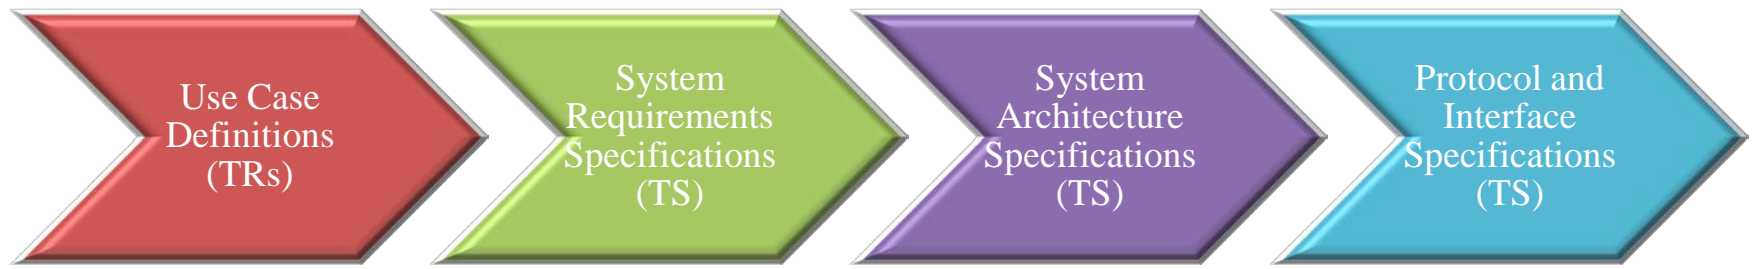 Use Case
Definitions
(TRs)
System
Requirements
Specifications
(TS)
System
Architecture
Specifications
(TS)
Protocol and
Interface
Specifications
(TS)